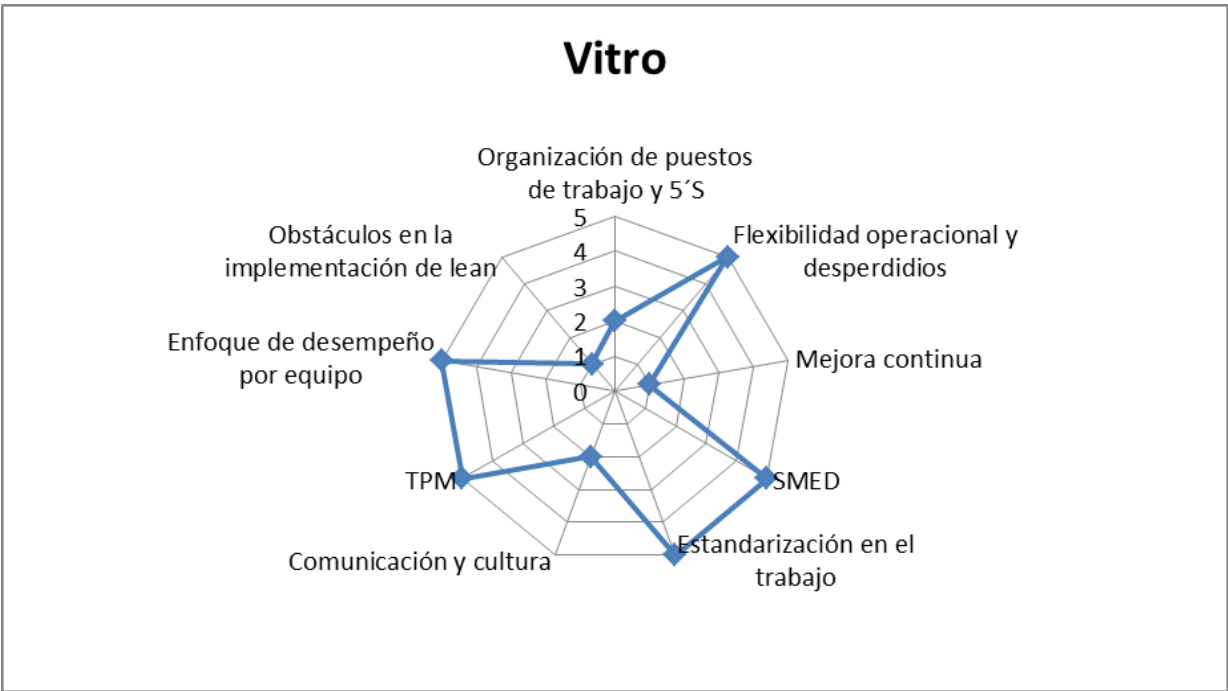 Vitro
Organización de puestos
de trabajo y 5´S
5
4
3
2
1
0
Flexibilidad operacional y
desperdidios
Mejora continua
SMED
Estandarización en el
trabajo
Comunicación y cultura
TPM
Enfoque de desempeño
por equipo
Obstáculos en la
implementación de lean